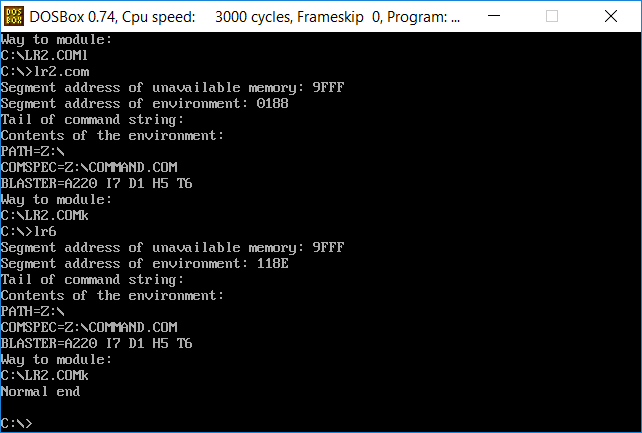 DOS BOX DOSBox 0.74, Cpu speed: 3000 cycles, Frameskip 0, Program: ...
Way to module:
C:\LR2.COMl
C:\>lr2.com
Segment address of unavailable memory: 9FFF
Segment address of environment: 0188
Tail of command string:
Contents of the environment:
PATH=Z:\
COMSPEC=Z:\COMMAND.COM
BLASTER=A220 I7 D1 H5 T6
Way to module:
C:\LR2.COMk
C:\>lr6
Segment address of unavailable memory: 9FFF
Segment address of environment: 118E
Tail of command string:
Contents of the environment:
PATH=Z:\
COMSPEC=Z:\COMMAND.COM
BLASTER=A220 I7 D1 H5 T6
Way to module:
C:\LR2.COMk
Normal end
C:\>